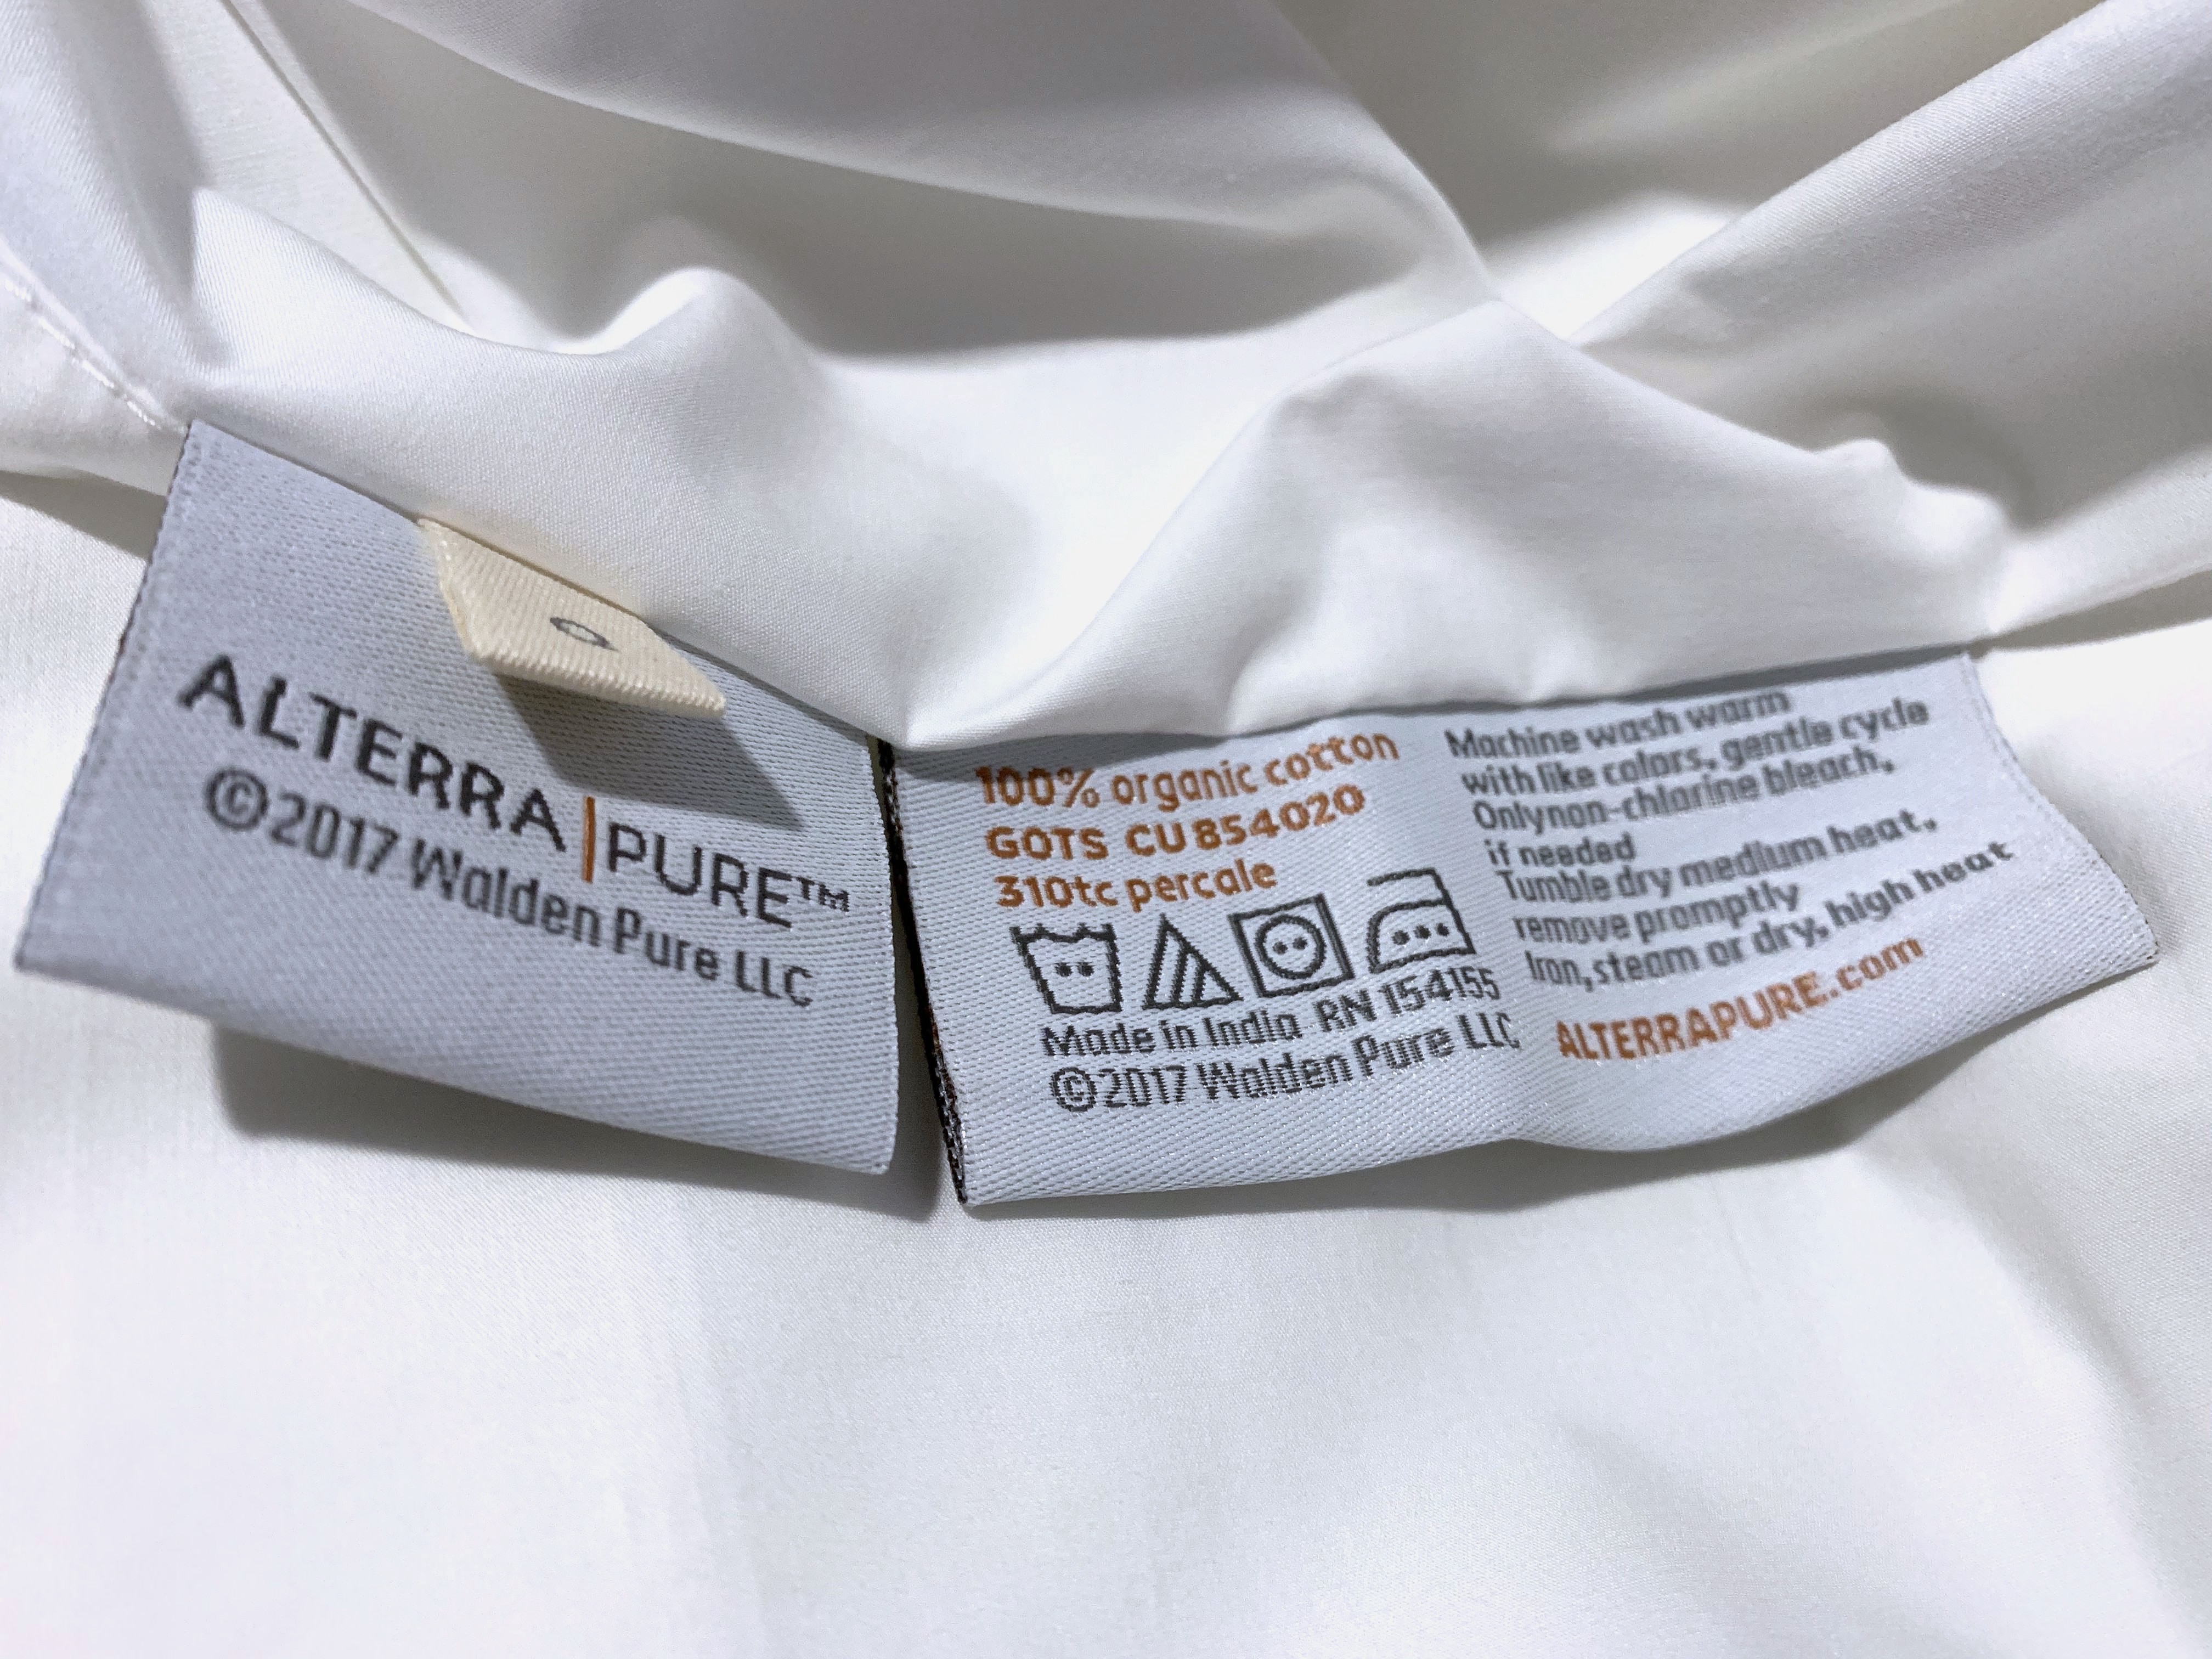 Q
ALTERRA|PURE™
©2017 Walden Pure LLC
100% organic cotton
GOTS CU 854020
310tc percale
Made in India RN 154155
©2017 Walden Pure LLC
Machine wash warm
with like colors, gentle cycle
Only non-chlorine bleach,
if needed
Tumble dry medium heat,
remove promptly
Iron, steam or dry, high heat
ALTERRAPURE.com